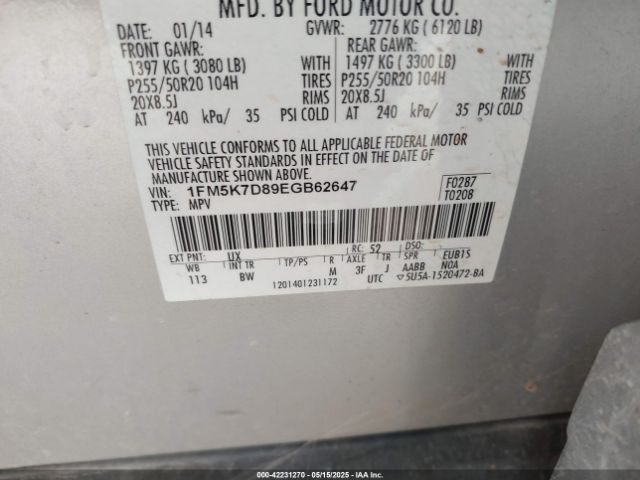 MFD. BY FORD MOTOR CO.
DATE: 01/14 GVWR: 2776 KG ( 6120 LB)
FRONT GAWR: REAR GAWR:
1397 KG ( 3080 LB) WITH 1497 KG ( 3300 LB) WITH
P255/50R20 104H TIRES P255/50R20 104H TIRES
20X8.5J RIMS 20X8.5J RIMS
AT 240 kPa/ 35 PSI COLD AT 240 kPa/ 35 PSI COLD
THIS VEHICLE CONFORMS TO ALL APPLICABLE FEDERAL MOTOR
VEHICLE SAFETY STANDARDS IN EFFECT ON THE DATE OF
MANUFACTURE SHOWN ABOVE.
VIN: 1FM5K7D89EGB62647 F0287
TYPE: MPV T0208
EXT PNT: UX RC: 52 EUB1S
WB INT TR TP/PS R AXLE TR SPR N0A
113 BW M 3F J AABB
1201401231172 UTC ▽5U5A-1520472-BA
00-42231270 — 05/15/2025 — IAA Inc.